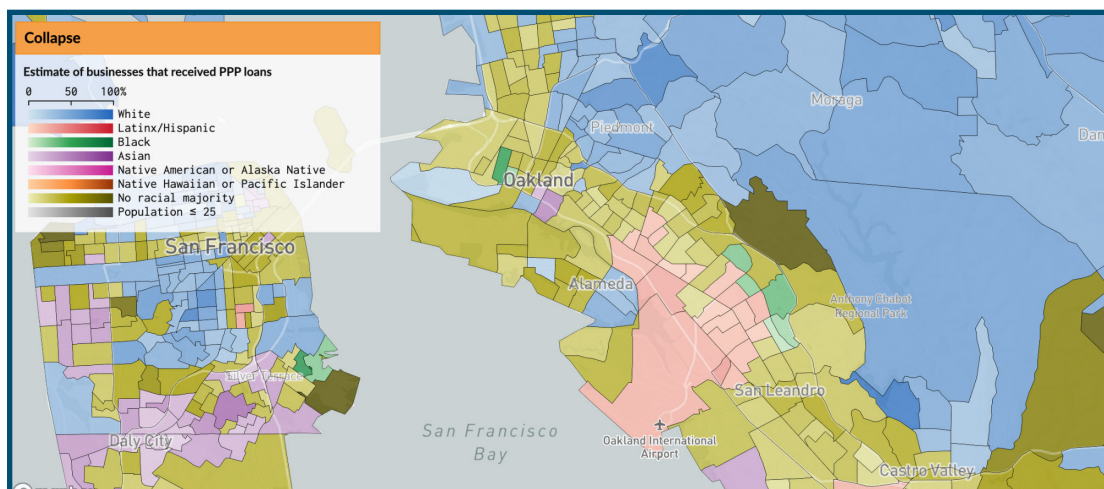 Collapse
Estimate of businesses that received PPP loans
0 50 100%
White
Latinx/Hispanic
Black
Asian
Native American or Alaska Native
Native Hawaiian or Pacific Islander
No racial majority
Population ≤ 25
Moraga
Piedmont
Oakland
San Francisco
Alameda
Anthony Chabot
Regional Park
Silver Terrace
San Leandro
Daly City
San Francisco
Bay
Oakland International
Airport
Castro Valley